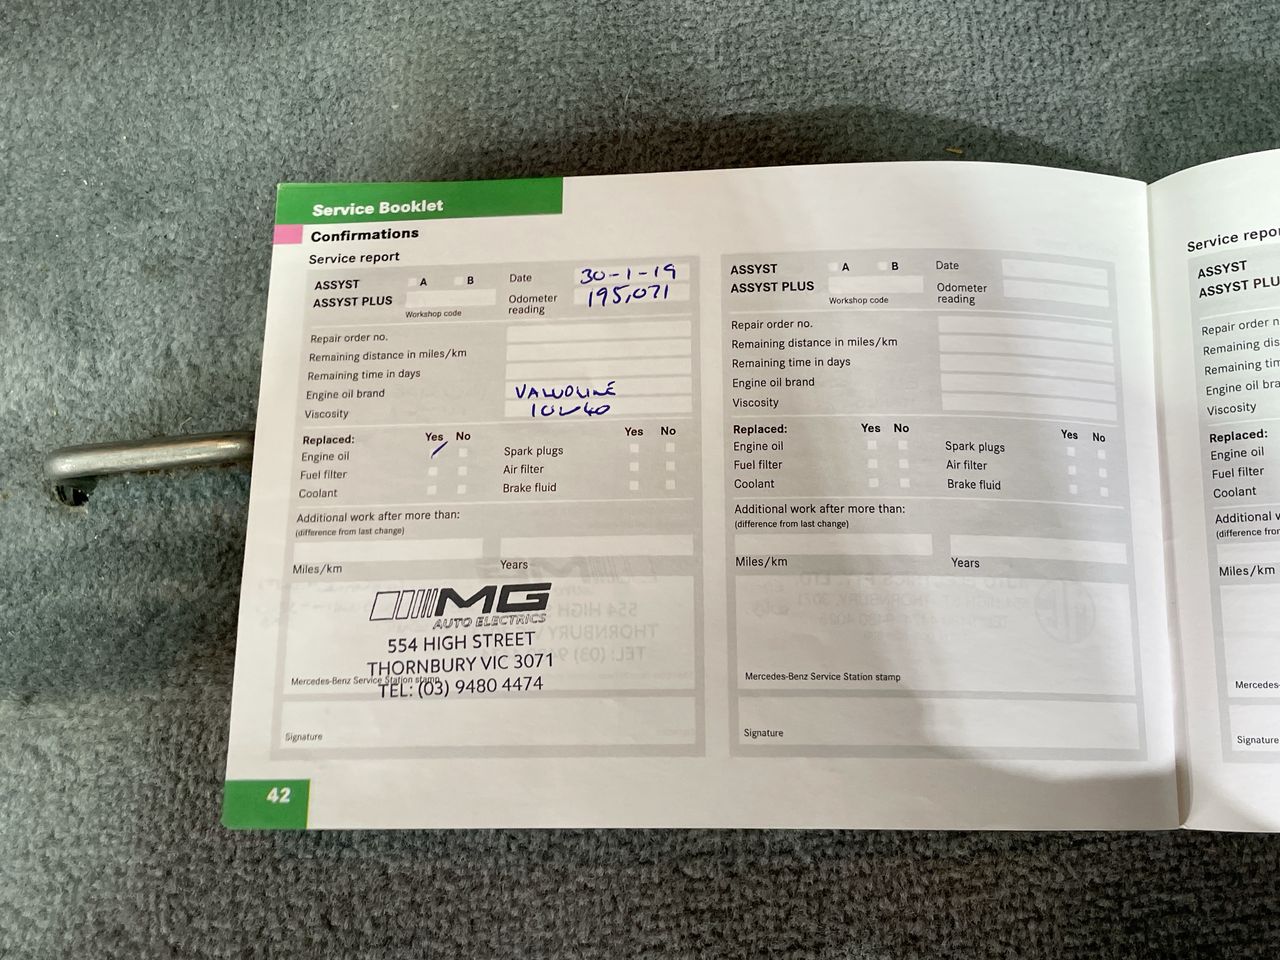 Service Booklet
Confirmations
Service report
ASSYST A B Date 30-1-19
ASSYST PLUS Workshop code Odometer reading 195,071
Repair order no.
Remaining distance in miles/km
Remaining time in days
Engine oil brand VALVOLINE
Viscosity 10W40
Replaced: Yes No Yes No
Engine oil Spark plugs
Fuel filter Air filter
Coolant Brake fluid
Additional work after more than:
(difference from last change)
Miles/km Years
MG
AUTO ELECTRICS
554 HIGH STREET
THORNBURY VIC 3071
Mercedes-Benz Service Station stamp
TEL: (03) 9480 4474
Signature
42
ASSYST A B Date
ASSYST PLUS Workshop code Odometer reading
Repair order no.
Remaining distance in miles/km
Remaining time in days
Engine oil brand
Viscosity
Replaced: Yes No Yes No
Engine oil Spark plugs
Fuel filter Air filter
Coolant Brake fluid
Additional work after more than:
(difference from last change)
Miles/km Years
Mercedes-Benz Service Station stamp
Signature
Service repor
ASSYST
ASSYST PLU
Repair order n
Remaining dis
Remaining tim
Engine oil bra
Viscosity
Replaced:
Engine oil
Fuel filter
Coolant
Additional w
(difference fror
Miles/km
Mercedes-
Signature